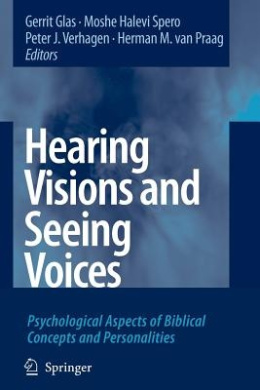 Gerrit Glas • Moshe Halevi Spero
Peter J. Verhagen • Herman M. van Praag
Editors
Hearing
Visions and
Seeing
Voices
Psychological Aspects of Biblical
Concepts and Personalities
Springer